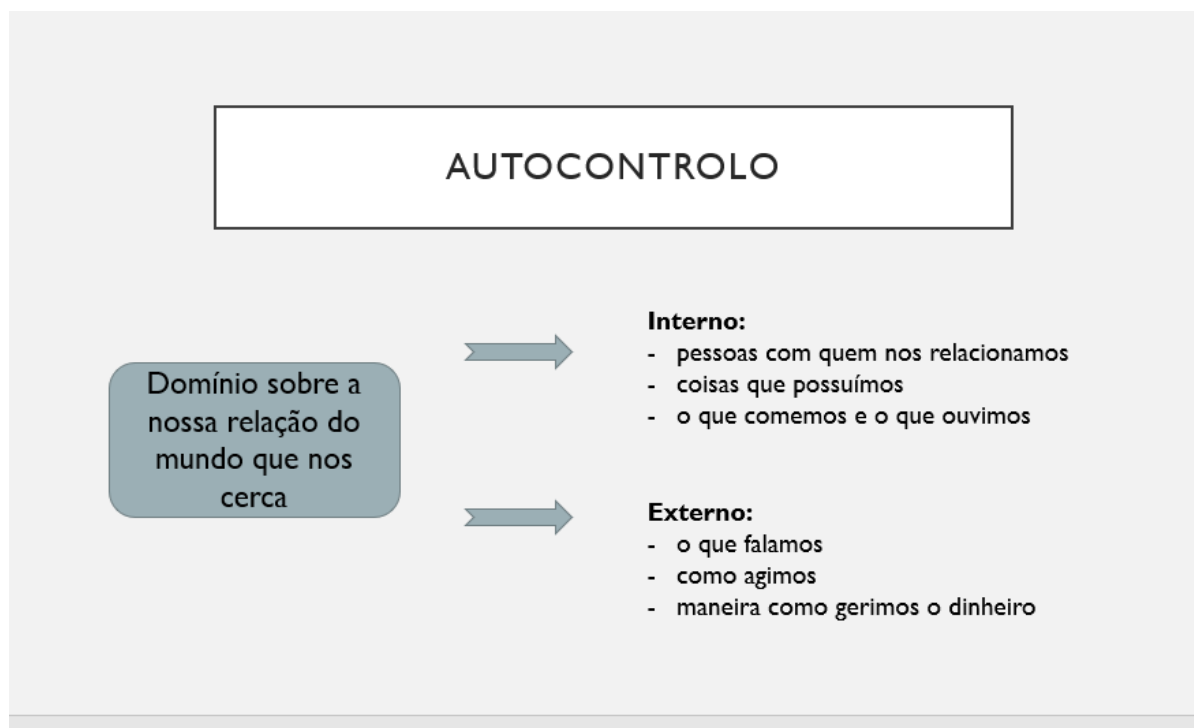 AUTOCONTROLO
Domínio sobre a
nossa relação do
mundo que nos
cerca
Interno:
- pessoas com quem nos relacionamos
- coisas que possuímos
- o que comemos e o que ouvimos
Externo:
- o que falamos
- como agimos
- maneira como gerimos o dinheiro